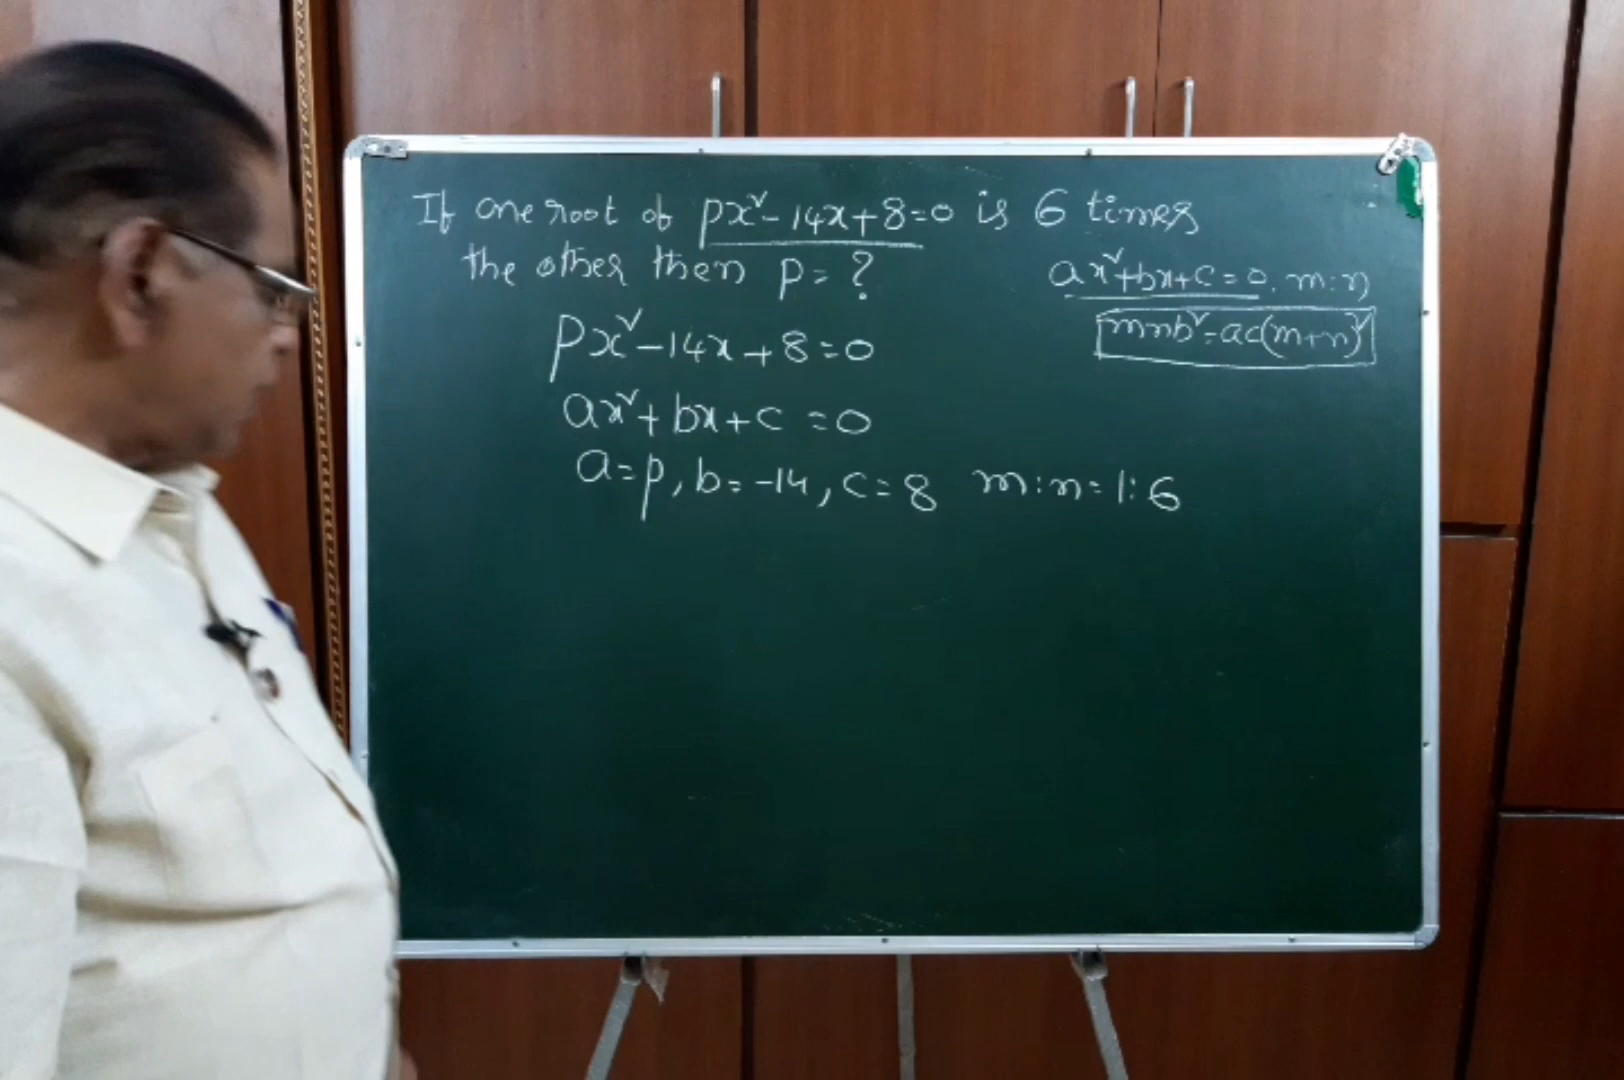 If one root of px²-14x+8=0 is 6 times
the other then p=?
ax²+bx+c=0, m:n
mnb²=ac(m+n)²
px²-14x+8=0
ax²+bx+c=0
a=p, b=-14, c=8 m:n=1:6